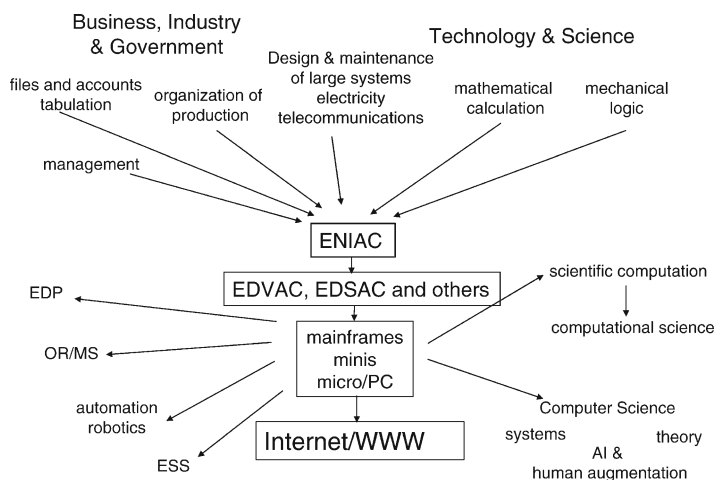 Business, Industry
& Government
Technology & Science
files and accounts
tabulation
organization of
production
Design & maintenance
of large systems
electricity
telecommunications
mathematical
calculation
mechanical
logic
management
ENIAC
EDVAC, EDSAC and others
scientific computation
computational science
EDP
mainframes
minis
micro/PC
OR/MS
automation
robotics
ESS
Internet/WWW
Computer Science
systems
theory
AI &
human augmentation